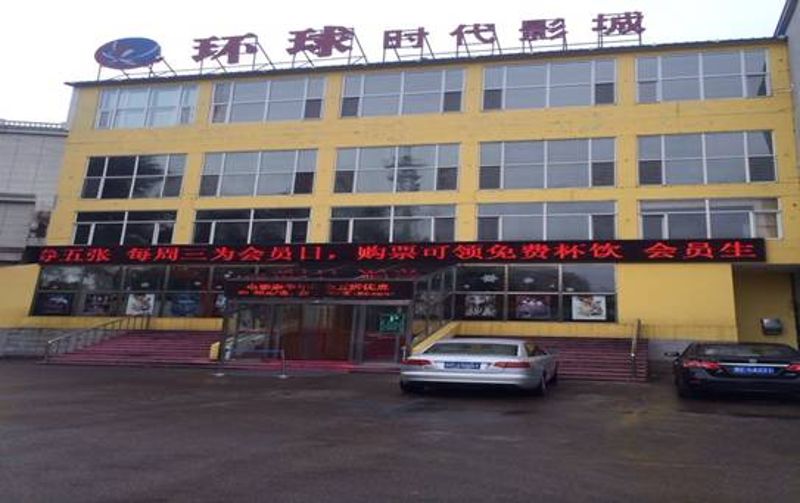 环球时代影城
五张 每周三为会员日，购票可领免费杯饮 会员生